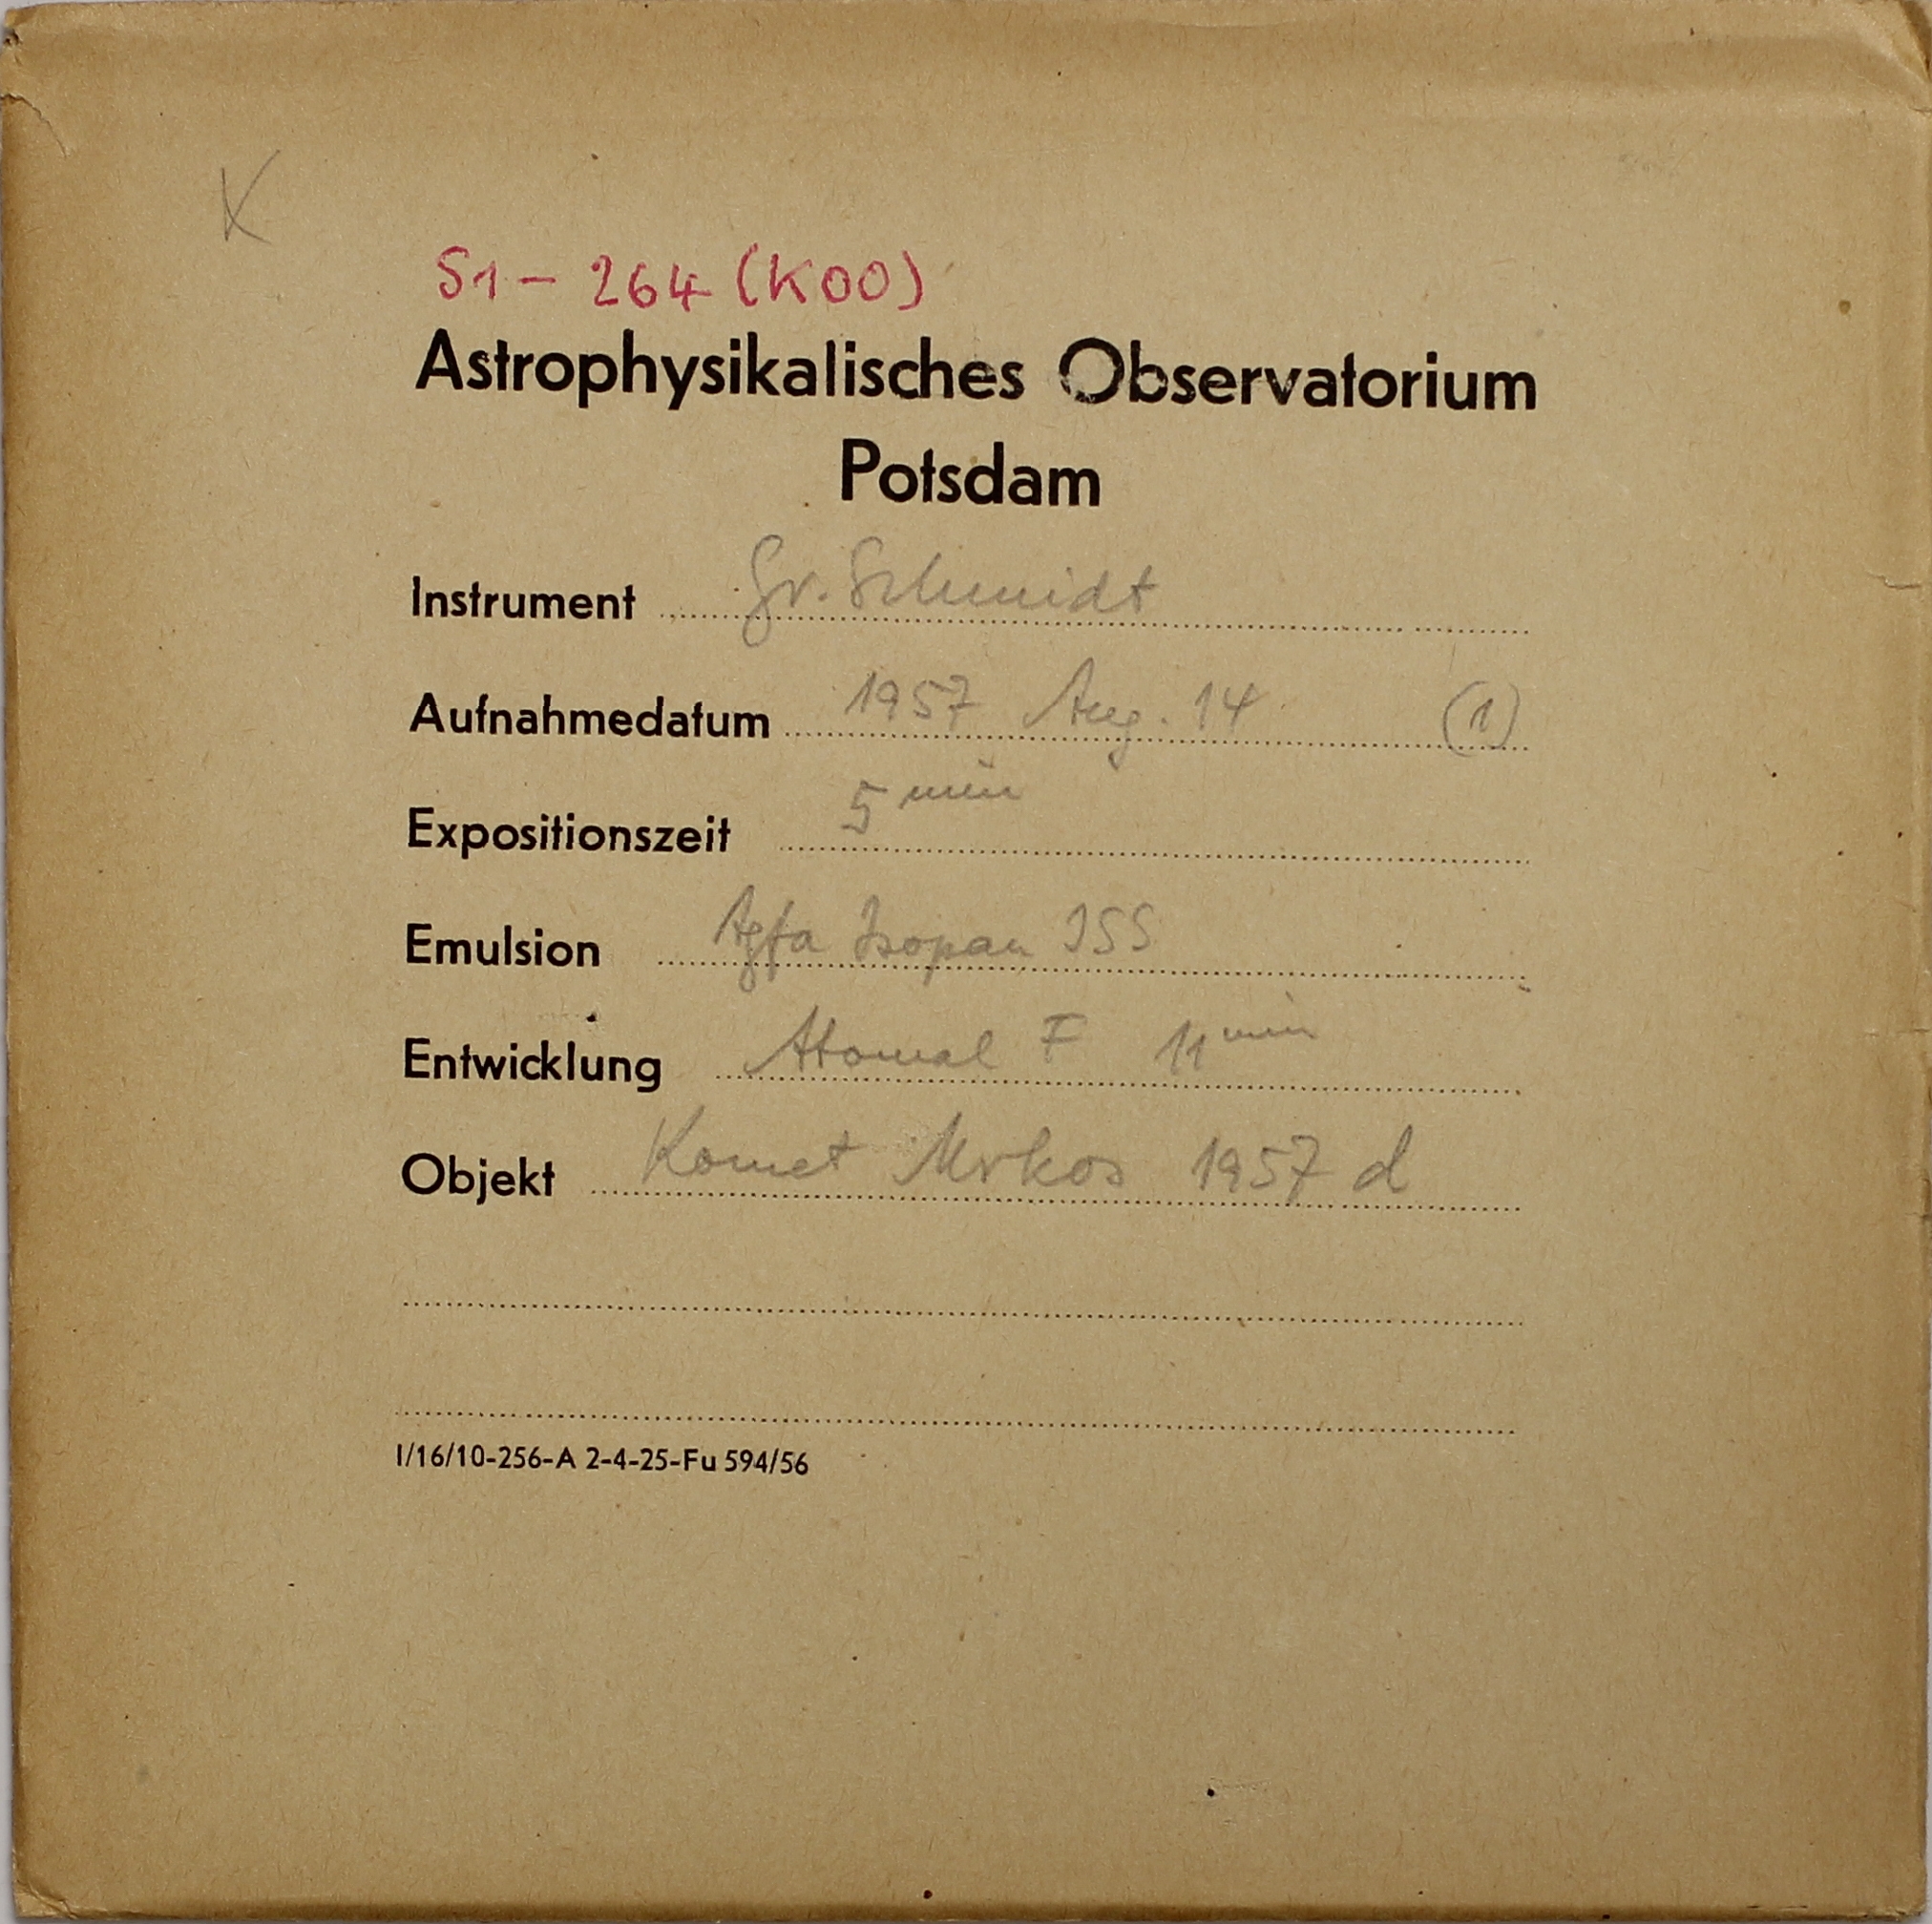 K
S1 - 264 (K00)
Astrophysikalisches Observatorium
Potsdam
Instrument Gr. Schmidt
Aufnahmedatum 1957 Aug. 14 (1)
Expositionszeit 5 min
Emulsion Agfa Isopan ISS
Entwicklung Atomal F 11 min
Objekt Komet Mrkos 1957 d
I/16/10-256-A 2-4-25-Fu 594/56